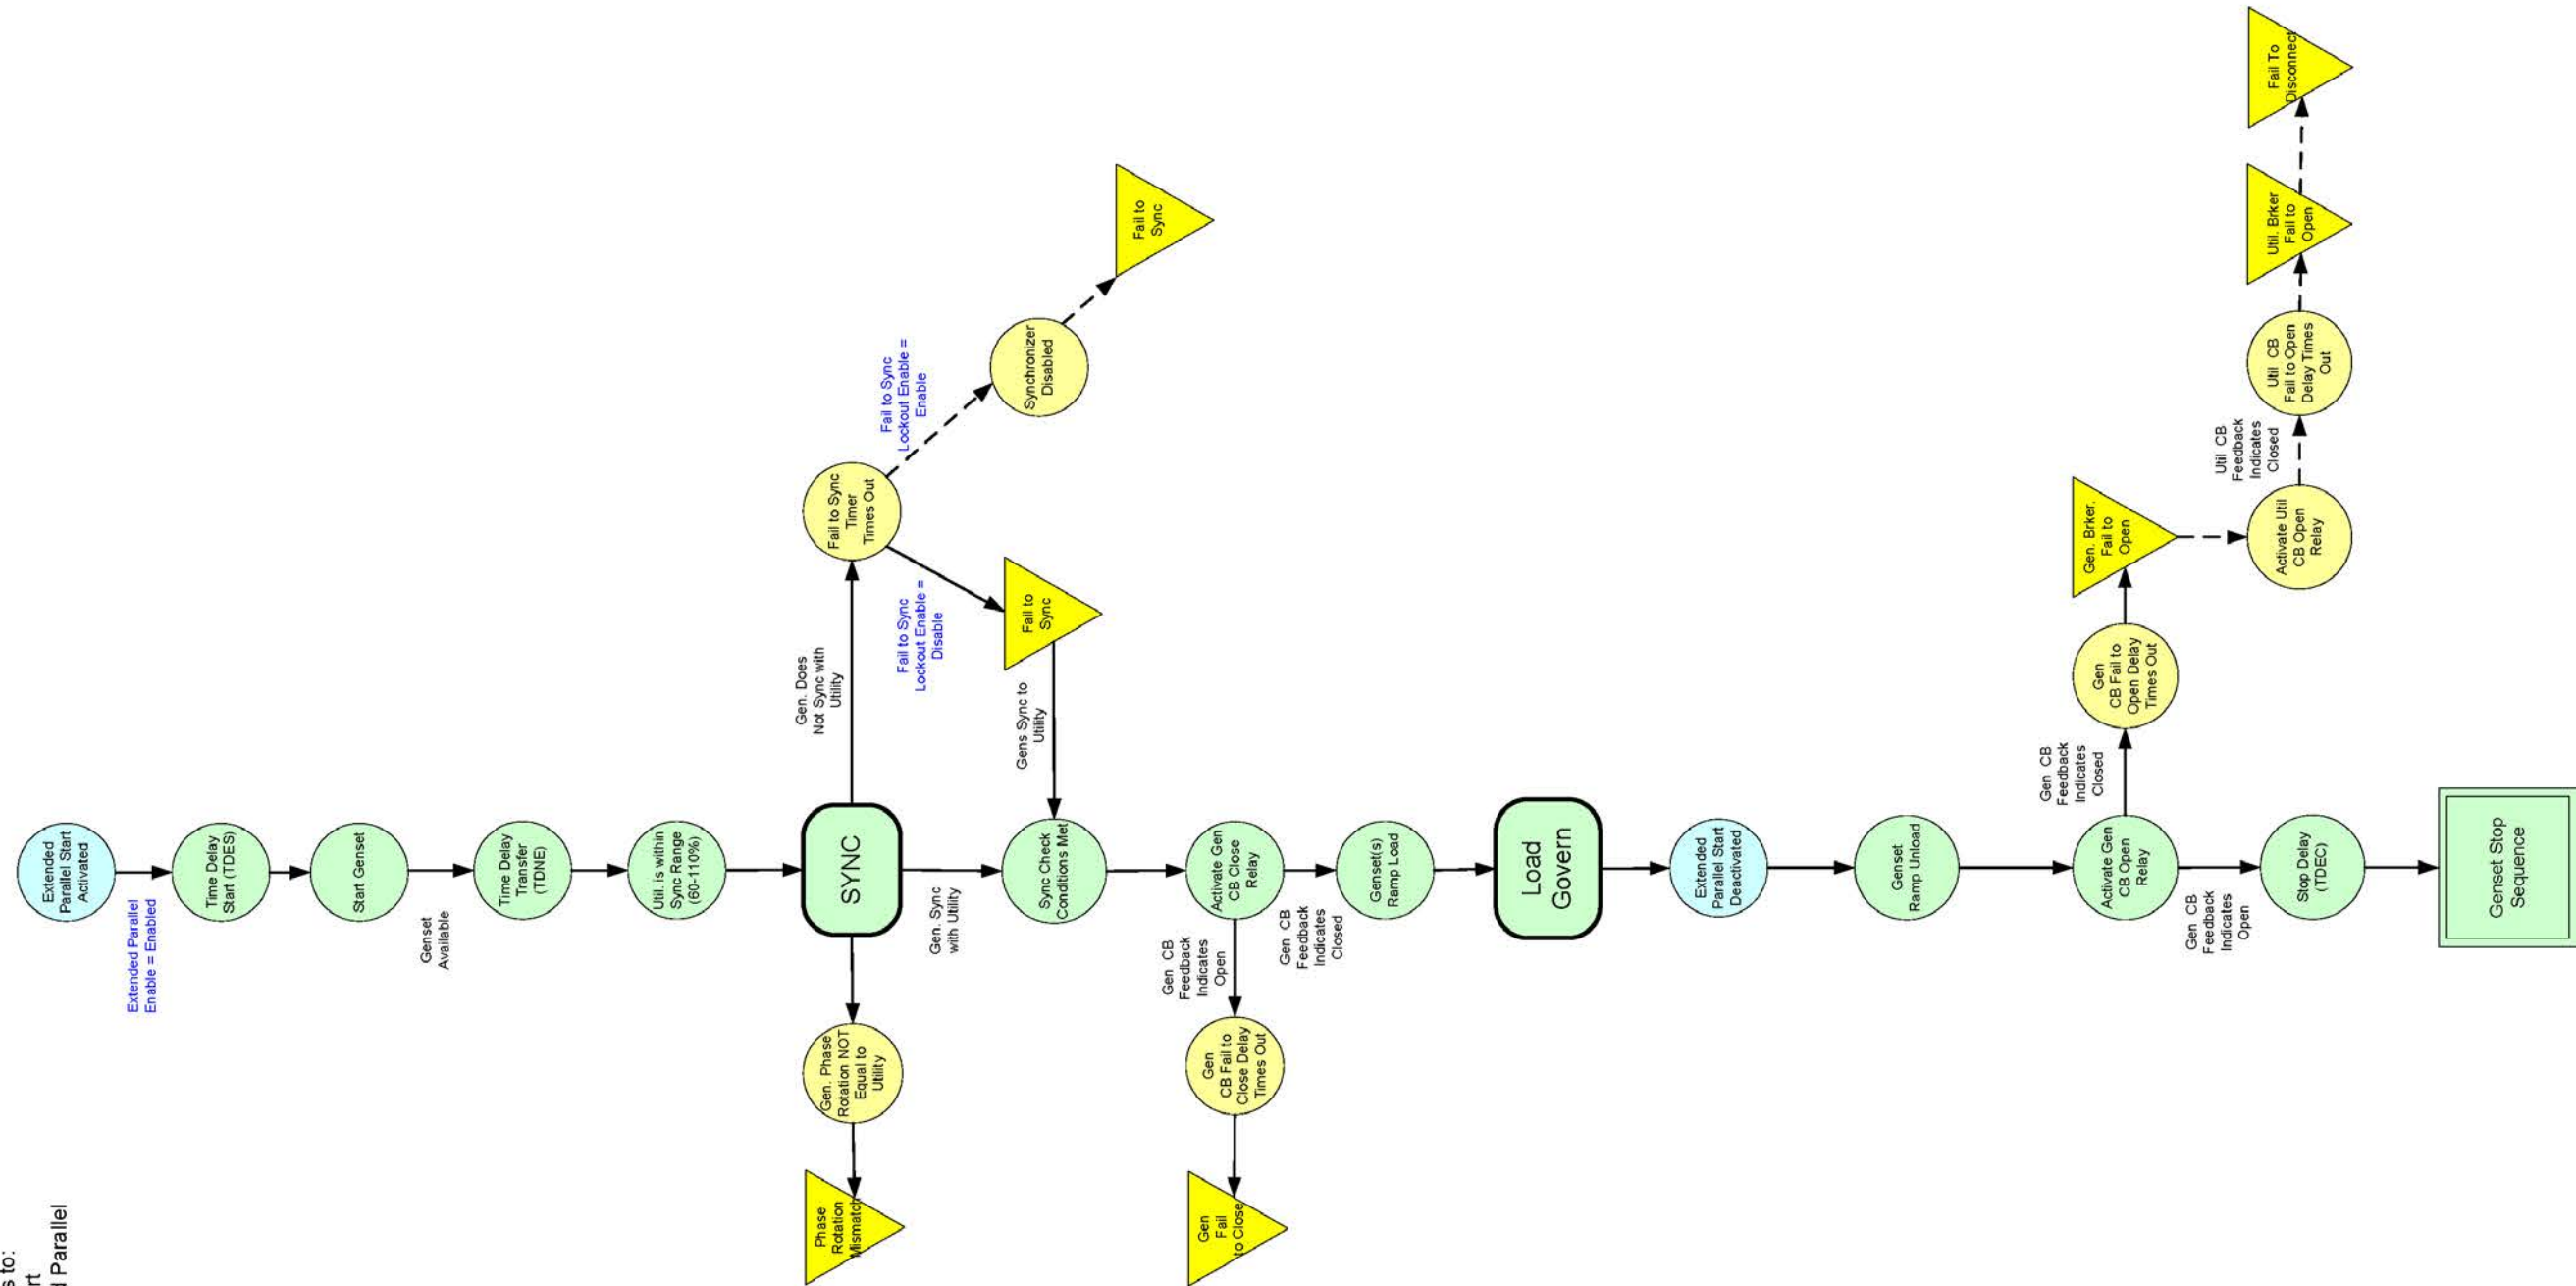 s to:
rt
d Parallel
Extended
Parallel Start
Activated
Extended Parallel
Enable = Enabled
Time Delay
Start (TDES)
Start Genset
Genset
Available
Time Delay
Transfer
(TDNE)
Util. is within
Sync Range
(60-110%)
SYNC
Gen. Phase
Rotation NOT
Equal to
Utility
Phase
Rotation
Mismatch
Gen. Does
Not Sync with
Utility
Fail to Sync
Timer
Times Out
Fail to Sync
Lockout Enable =
Enable
Synchronizer
Disabled
Fail to
Sync
Fail to Sync
Lockout Enable =
Disable
Fail to
Sync
Gens Sync to
Utility
Gen. Sync
with Utility
Sync Check
Conditions Met
Activate Gen
CB Close
Relay
Gen CB
Feedback
Indicates
Open
Gen
CB Fail to
Close Delay
Times Out
Gen
Fail
to Close
Gen CB
Feedback
Indicates
Closed
Genset(s)
Ramp Load
Load
Govern
Extended
Parallel Start
Deactivated
Genset
Ramp Unload
Activate Gen
CB Open
Relay
Gen CB
Feedback
Indicates
Closed
Gen
CB Fail to
Open Delay
Times Out
Gen. Brker.
Fail to
Open
Activate Util
CB Open
Relay
Util CB
Feedback
Indicates
Closed
Util CB
Fail to Open
Delay Times
Out
Util. Brker
Fail to
Open
Fail To
Disconnect
Gen CB
Feedback
Indicates
Open
Stop Delay
(TDEC)
Genset Stop
Sequence